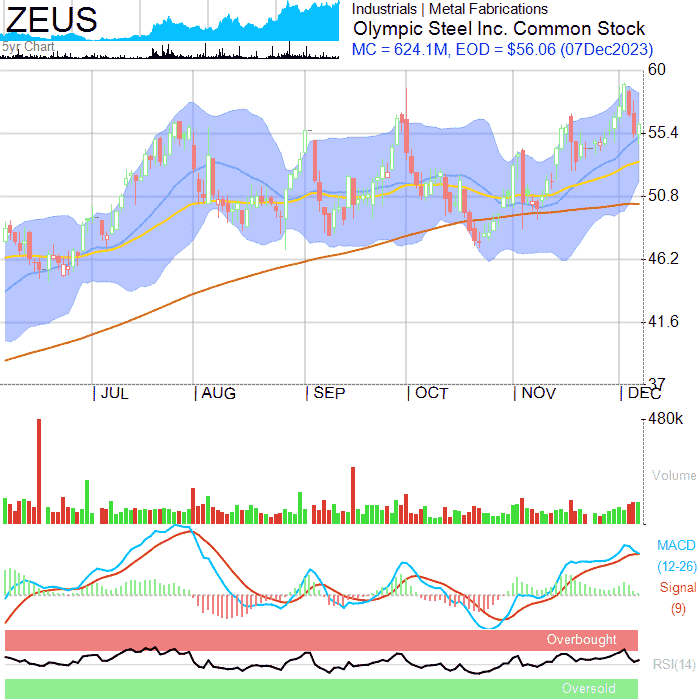 ZEUS
5yr Chart
Industrials | Metal Fabrications
Olympic Steel Inc. Common Stock
MC = 624.1M, EOD = $56.06 (07Dec2023)
60
55.4
50.8
46.2
41.6
37
JUL AUG SEP OCT NOV DEC
480k
Volume
MACD
(12-26)
Signal
(9)
Overbought
RSI(14)
Oversold